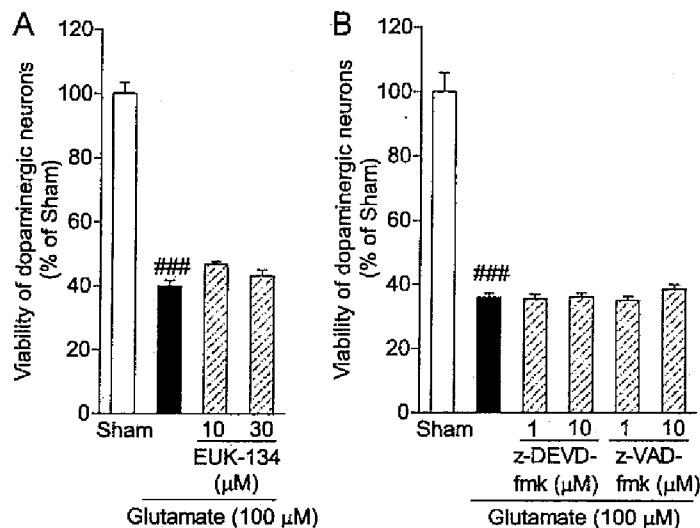 A
Viability of dopaminergic neurons
(% of Sham)
120
100
80
60
40
20
0
###
Sham
10 30
EUK-134
(μM)
Glutamate (100 μM)
B
Viability of dopaminergic neurons
(% of Sham)
120
100
80
60
40
20
0
###
Sham
1 10 1 10
z-DEVD- z-VAD-
fmk (μM) fmk (μM)
Glutamate (100 μM)